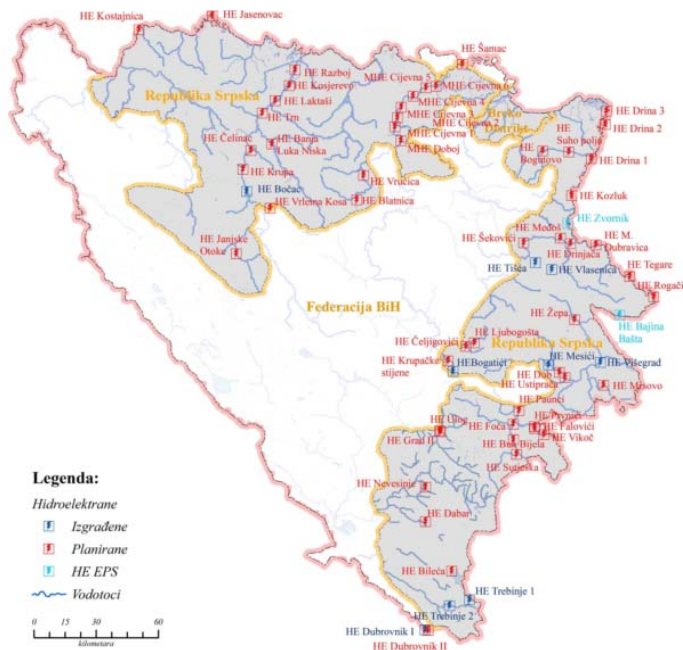 HE Kostajnica
HE Jasenovac
HE Šamac
HE Razboj
HE Kosjerevo
MHE Cijevna 5
MHE Cijevna 6
Republika Srpska
HE Laktaši
MHE Cijevna 4
Brčko
Distrikt
HE Trn
MHE Cijevna 3
MHE Cijevna 2
MHE Cijevna 1
HE Drina 3
HE Drina 2
HE
Suho polje
HE Čelinac
HE Banja
Luka Niska
MHE Doboj
HE
HE Drina 1
HE Krupa
HE Vrućica
HE Bočac
HE Blatnica
HE Kozluk
HE Vrletna Kosa
HE Zvornik
HE Medoš
HE Šekovići
HE Janjske
Otoke
HE Drinjača
HE M.
Dubravica
HE Tišča
HE Vlasenica
HE Tegare
HE Rogači
Federacija BiH
HE Žepa
HE Bajina
Bašta
HE Čeljigovići
HE Ljubogošta
Republika Srpska
HE Krupačke
stijene
HEBogatići
HE Mesići
HE Višegrad
HE Dub
HE Ustiprača
HE Mrsovo
HE Paunci
HE Ulog
HE Foča
HE Falovići
HE Grad II
HE Buk Bijela
HE Vikoč
HE Sutjeska
HE Nevesinje
HE Dabar
HE Bileća
HE Trebinje 1
HE Trebinje 2
HE Dubrovnik I
HE Dubrovnik II
Legenda:
Hidroelektrane
Izgrađene
Planirane
HE EPS
Vodotoci
0 15 30 60 90
kilometara